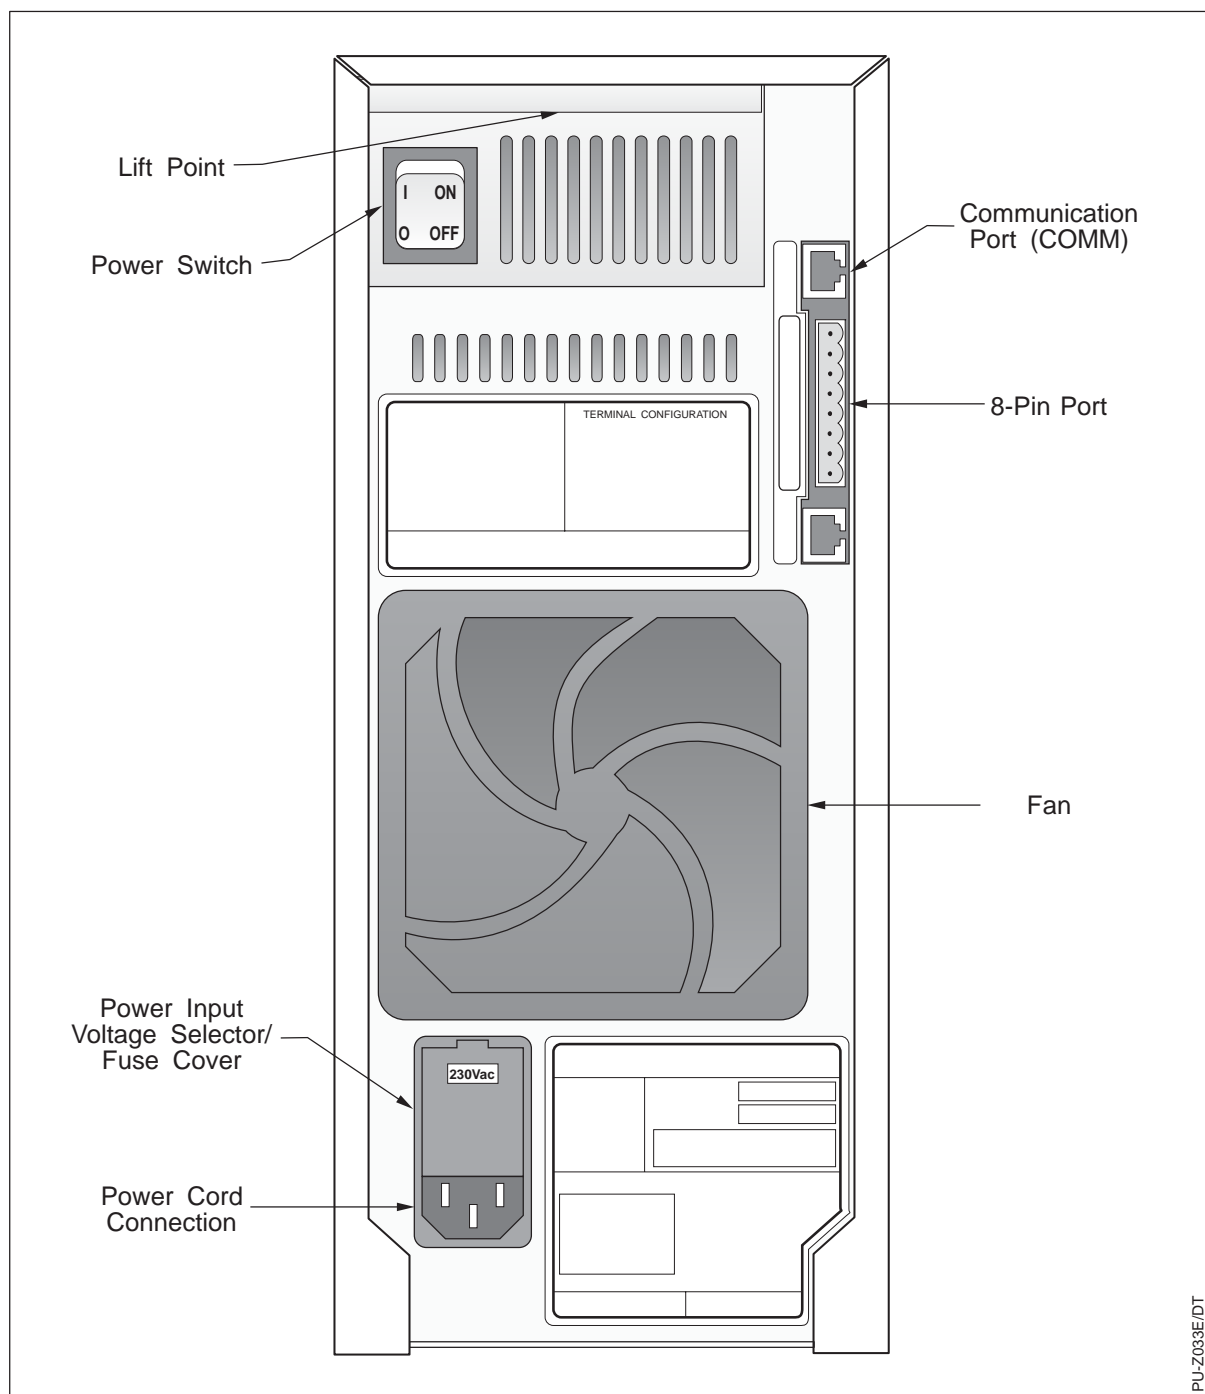 Lift Point
I ON
O OFF
Power Switch
Communication
Port (COMM)
8-Pin Port
TERMINAL CONFIGURATION
Fan
Power Input
Voltage Selector/
Fuse Cover
230Vac
Power Cord
Connection
PU-Z033E/DT